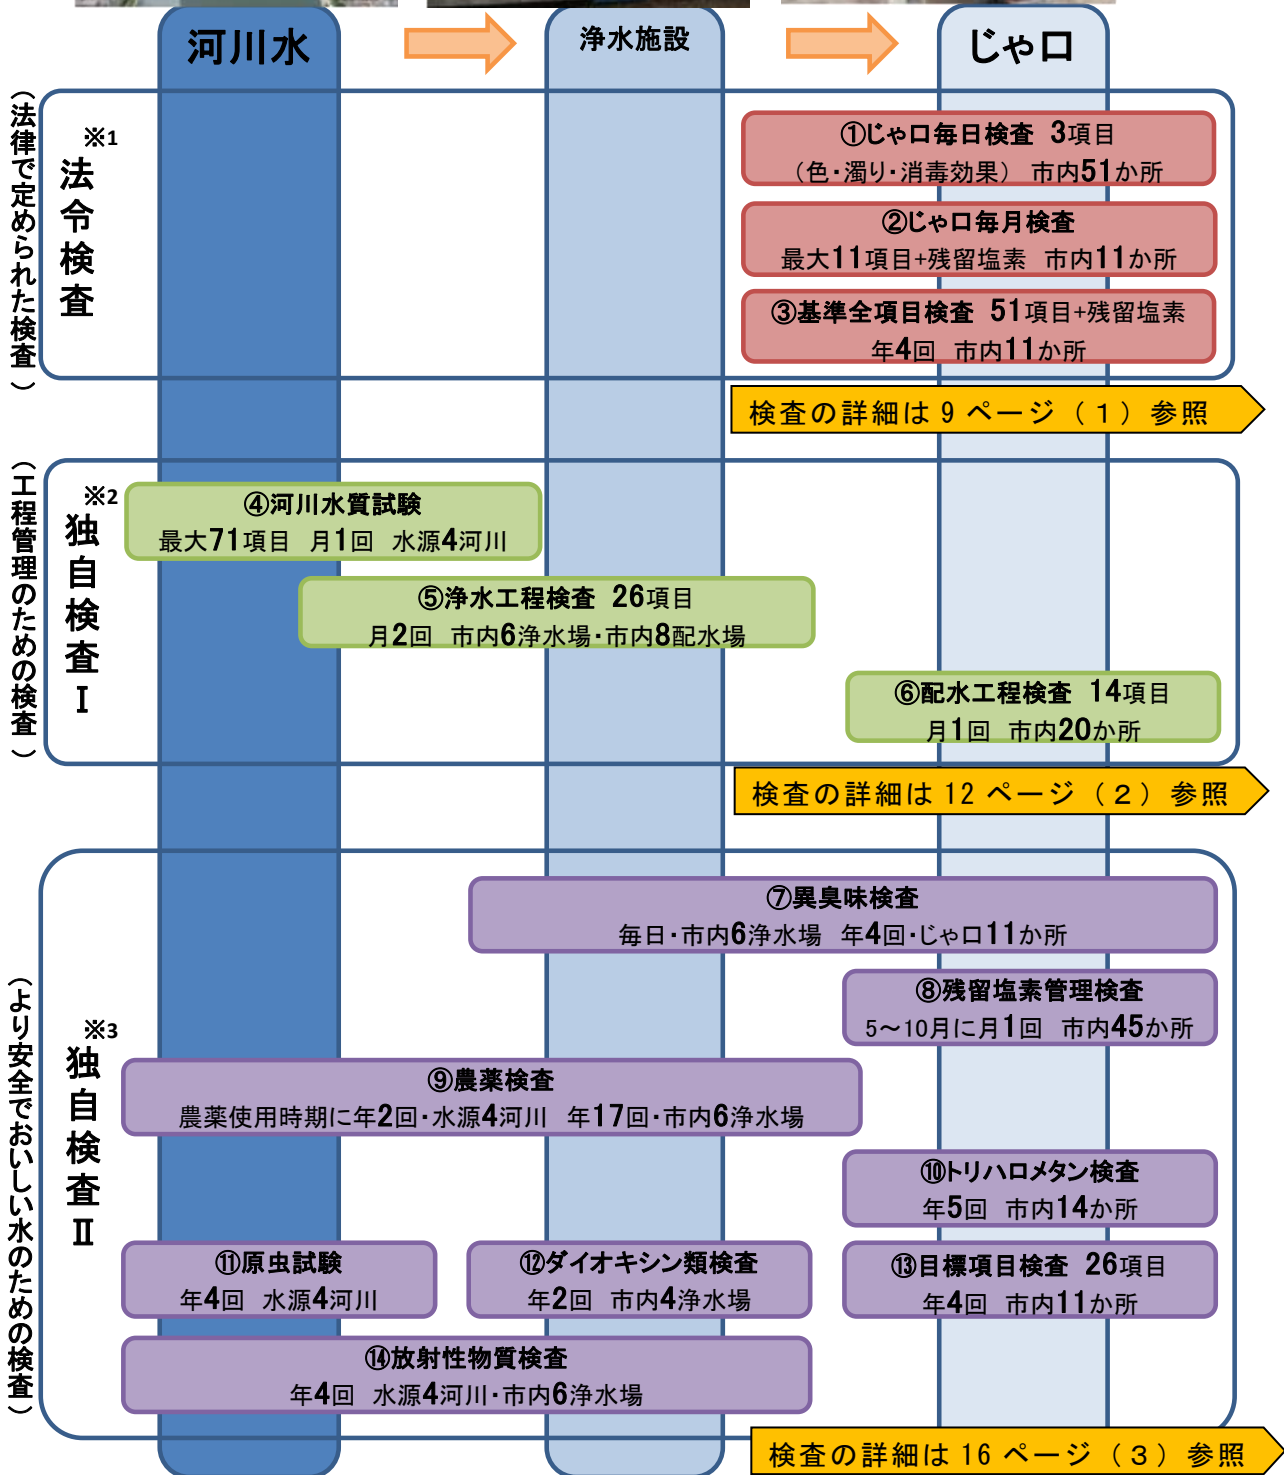 河川水
浄水施設
じゃ口
(法律で定められた検査)
※1
法令検査
①じゃ口毎日検査 3項目
(色・濁り・消毒効果) 市内51か所
②じゃ口毎月検査
最大11項目+残留塩素 市内11か所
③基準全項目検査 51項目+残留塩素
年4回 市内11か所
検査の詳細は 9 ページ (1) 参照
(工程管理のための検査)
※2
独自検査Ⅰ
④河川水質試験
最大71項目 月1回 水源4河川
⑤浄水工程検査 26項目
月2回 市内6浄水場・市内8配水場
⑥配水工程検査 14項目
月1回 市内20か所
検査の詳細は 12 ページ (2) 参照
(より安全でおいしい水のための検査)
※3
独自検査Ⅱ
⑦異臭味検査
毎日・市内6浄水場 年4回・じゃ口11か所
⑧残留塩素管理検査
5～10月に月1回 市内45か所
⑨農薬検査
農薬使用時期に年2回・水源4河川 年17回・市内6浄水場
⑩トリハロメタン検査
年5回 市内14か所
⑪原虫試験
年4回 水源4河川
⑫ダイオキシン類検査
年2回 市内4浄水場
⑬目標項目検査 26項目
年4回 市内11か所
⑭放射性物質検査
年4回 水源4河川・市内6浄水場
検査の詳細は 16 ページ (3) 参照